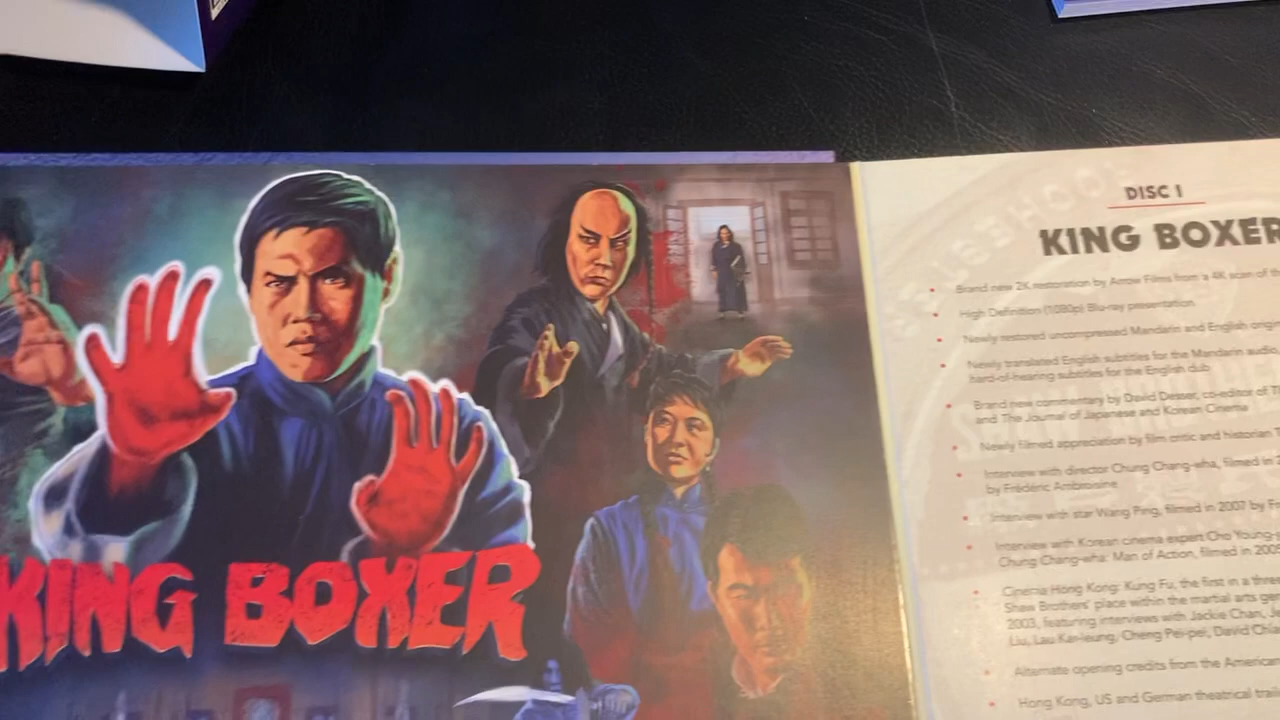 KING BOXER
DISC 1
KING BOXER
Brand new 2K restoration by Arrow Films from a 4K scan of the
High Definition (1080p) Blu-ray presentation
Newly restored uncompressed Mandarin and English
Newly translated English subtitles for the Mandarin audio,
hard-of-hearing subtitles for the English dub
Brand new commentary by David Desser, co-editor of
and The Journal of Japanese and Korean Cinema
Newly filmed appreciation by film critic and historian
Interview with director Chung Chang-wha, filmed in
by Frédéric Ambroisine
Interview with star Wang Ping, filmed in 2007 by
Interview with Korean cinema expert Cho Young-
Chung Chang-wha: Man of Action, filmed in
Cinema Hong Kong: Kung Fu, the first in a
Shaw Brothers' place within the martial arts
2003, featuring interviews with Jackie Chan,
Liu, Lau Kar-leung, Cheng Pei-pei, David
Alternate opening credits from the American
Hong Kong, US and German theatrical